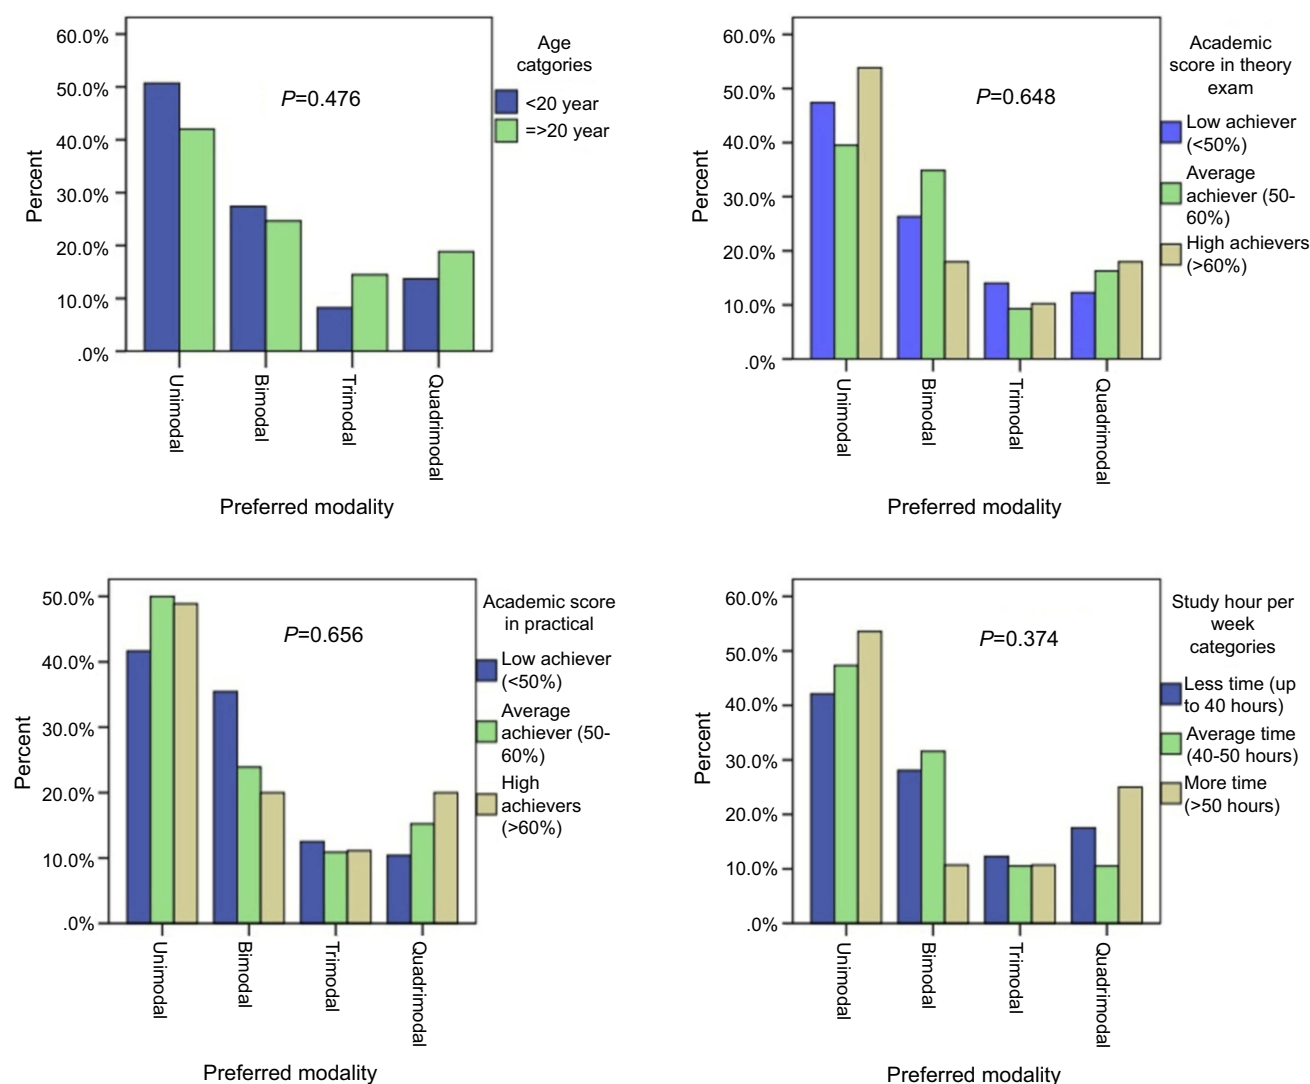 60.0%
50.0%
40.0%
30.0%
20.0%
10.0%
.0%
Percent
P=0.476
Age
catgories
<20 year
=>20 year
Unimodal
Bimodal
Trimodal
Quadrimodal
Preferred modality
60.0%
50.0%
40.0%
30.0%
20.0%
10.0%
.0%
Percent
P=0.648
Academic
score in theory
exam
Low achiever
(<50%)
Average
achiever (50-
60%)
High achievers
(>60%)
Unimodal
Bimodal
Trimodal
Quadrimodal
Preferred modality
50.0%
40.0%
30.0%
20.0%
10.0%
.0%
Percent
P=0.656
Academic score
in practical
Low achiever
(<50%)
Average
achiever (50-
60%)
High
achievers
(>60%)
Unimodal
Bimodal
Trimodal
Quadrimodal
Preferred modality
60.0%
50.0%
40.0%
30.0%
20.0%
10.0%
.0%
Percent
P=0.374
Study hour per
week
categories
Less time (up
to 40 hours)
Average time
(40-50 hours)
More time
(>50 hours)
Unimodal
Bimodal
Trimodal
Quadrimodal
Preferred modality